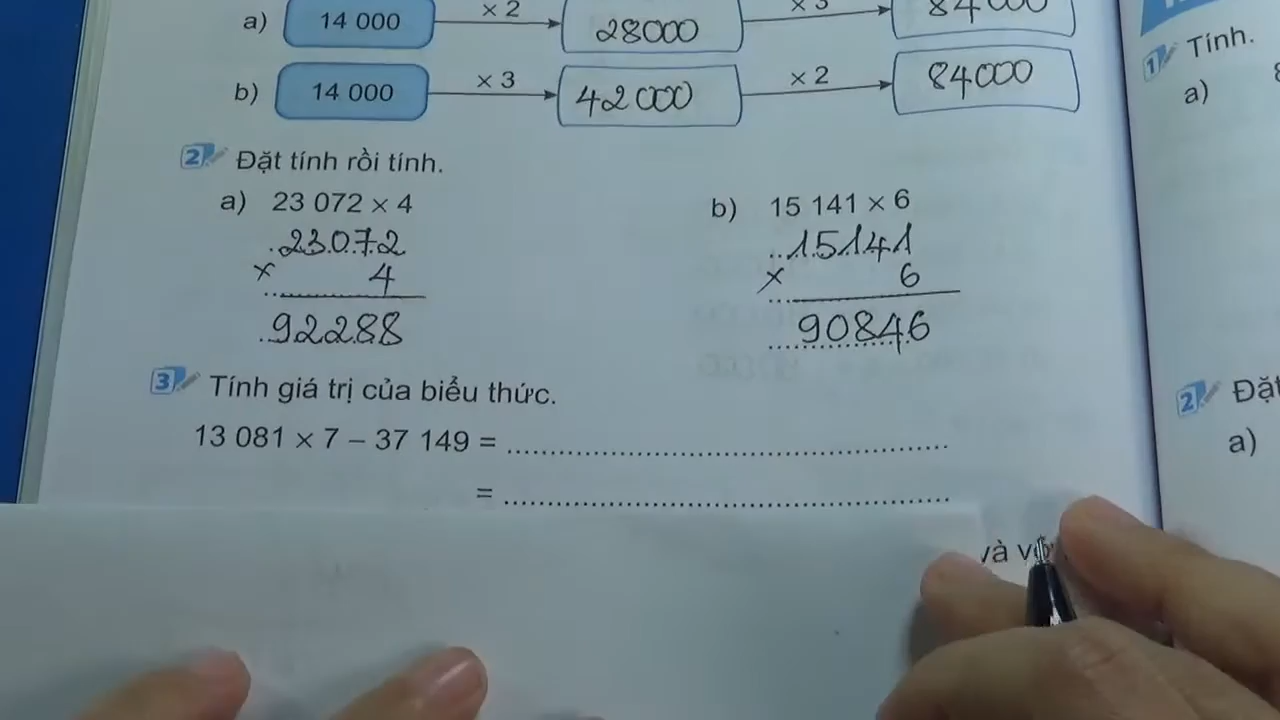 a) 14 000 × 2 28000 × 3 84000
b) 14 000 × 3 42000 × 2 84000
2 Đặt tính rồi tính.
a) 23 072 × 4
23072
×
4
92288
b) 15 141 × 6
15141
×
6
90846
3 Tính giá trị của biểu thức.
13 081 × 7 – 37 149 = ........................................
= ........................................
và
1 Tính.
a)
2
a)